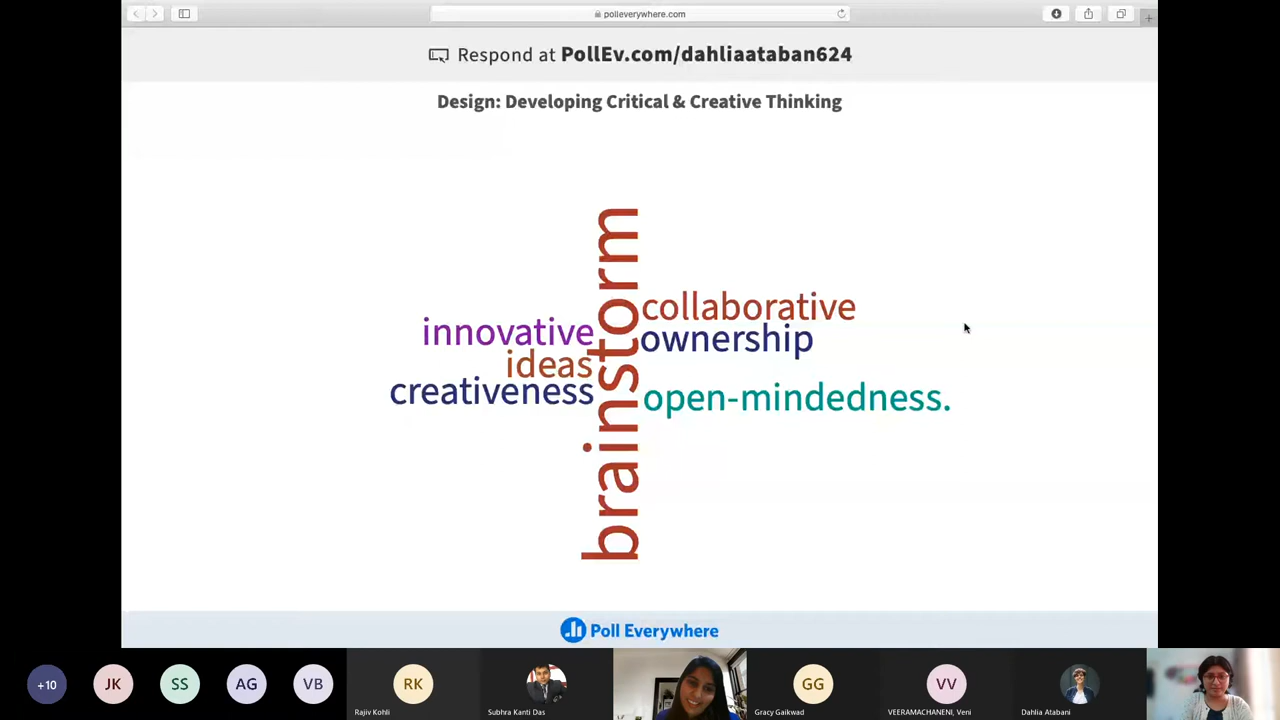 polleverywhere.com
Respond at PollEv.com/dahliaataban624
Design: Developing Critical & Creative Thinking
brainstorm
collaborative
innovative
ownership
ideas
creativeness
open-mindedness.
Poll Everywhere
+10
JK
SS
AG
VB
RK
GG
VV
Rajiv Kohli
Subhra Kanti Das
Gracy Gaikwad
VEERAMACHANENI, Veni
Dahlia Atabani